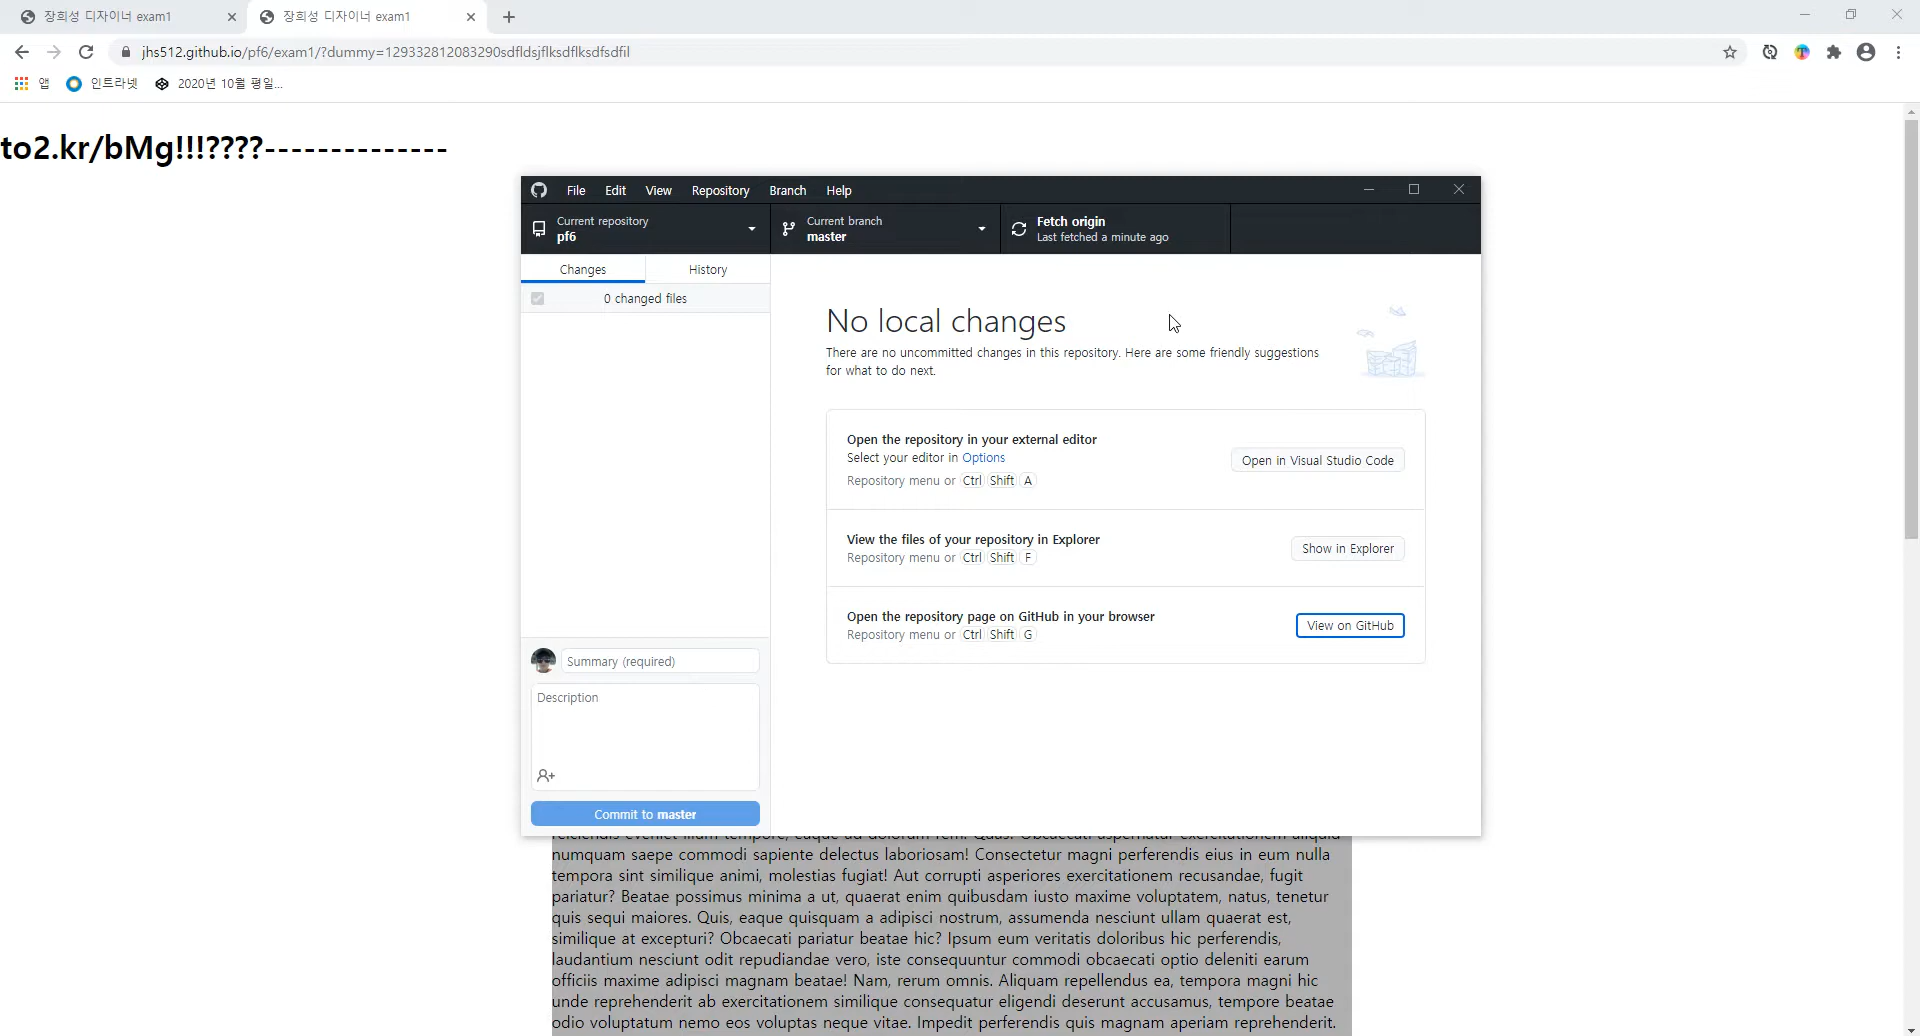 장희성 디자이너 exam1
장희성 디자이너 exam1
jhs512.github.io/pf6/exam1/?dummy=129332812083290sdfldsjflksdflksdfsdfil
앱 인트라넷 2020년 10월 평일...
to2.kr/bMg!!!????--------------
File Edit View Repository Branch Help
Current repository
pf6
Current branch
master
Fetch origin
Last fetched a minute ago
Changes
History
0 changed files
No local changes
There are no uncommitted changes in this repository. Here are some friendly suggestions
for what to do next.
Open the repository in your external editor
Select your editor in Options
Repository menu or Ctrl Shift A
Open in Visual Studio Code
View the files of your repository in Explorer
Repository menu or Ctrl Shift F
Show in Explorer
Open the repository page on GitHub in your browser
Repository menu or Ctrl Shift G
View on GitHub
Summary (required)
Description
Commit to master
numquam saepe commodi sapiente delectus laboriosam! Consectetur magni perferendis eius in eum nulla
tempora sint similique animi, molestias fugiat! Aut corrupti asperiores exercitationem recusandae, fugit
pariatur? Beatae possimus minima a ut, quaerat enim quibusdam iusto maxime voluptatem, natus, tenetur
quis sequi maiores. Quis, eaque quisquam a adipisci nostrum, assumenda nesciunt ullam quaerat est,
similique at excepturi? Obcaecati pariatur beatae hic? Ipsum eum veritatis doloribus hic perferendis,
laudantium nesciunt odit repudiandae vero, iste consequuntur commodi obcaecati optio deleniti earum
officiis maxime adipisci magnam beatae! Nam, rerum omnis. Aliquam repellendus ea, tempora magni hic
unde reprehenderit ab exercitationem similique consequatur eligendi deserunt accusamus, tempore beatae
odio voluptatum nemo eos voluptas neque vitae. Impedit perferendis quis magnam aperiam reprehenderit.